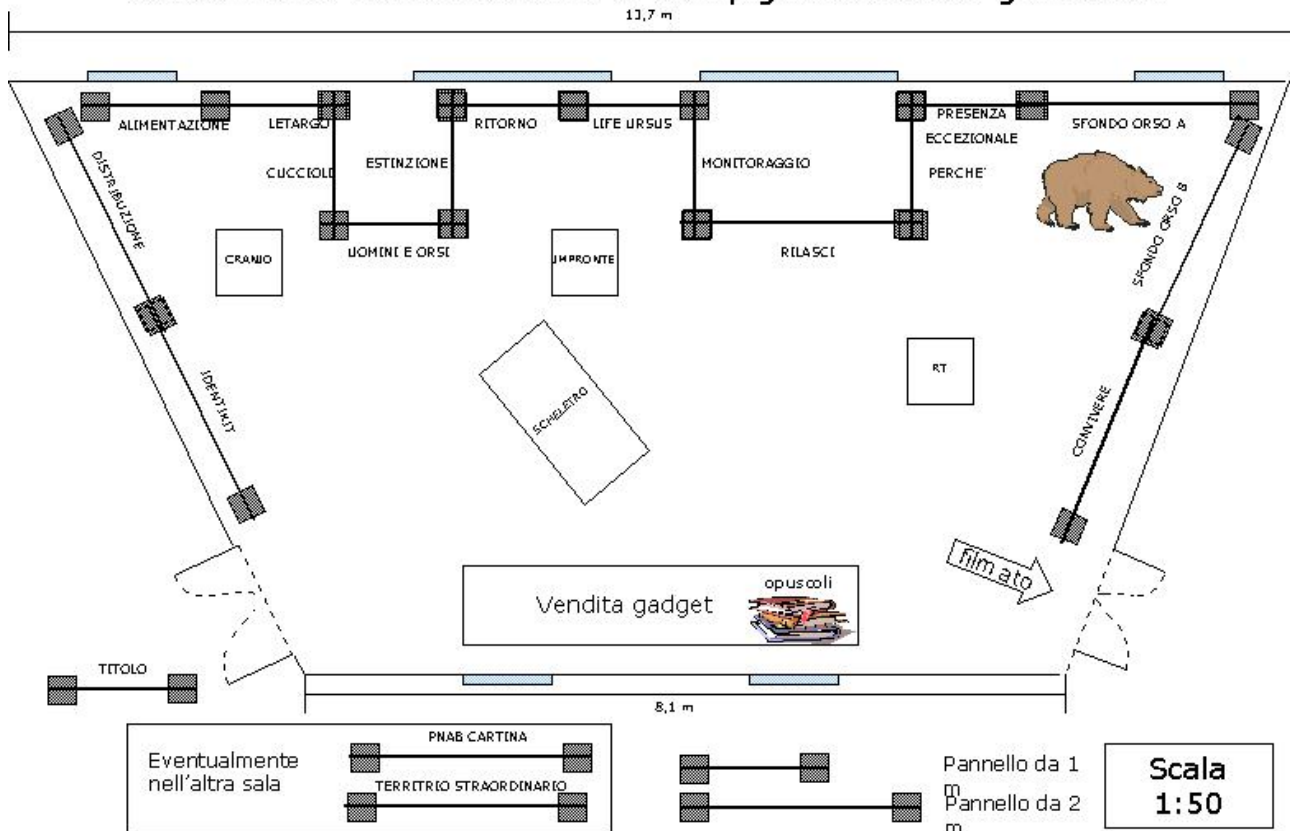 13,7 m
ALIMENTAZIONE
LETARGO
RITORNO
LIFE URSUS
PRESENZA
ECCEZIONALE
SFONDO ORSO A
DISTRIBUZIONE
CUCCIOLI
ESTINZIONE
MONITORAGGIO
PERCHE'
SFONDO ORSO B
CRANIO
UOMINI E ORSI
IMPRONTE
RILASCI
IDENTIKIT
SCHELETRO
RT
CONVIVERE
film ato
Vendita gadget
opuscoli
TITOLO
8,1 m
Eventualmente
nell'altra sala
PNAB CARTINA
TERRITRIO STRAORDINARIO
Pannello da 1
m
Pannello da 2
m
Scala
1:50